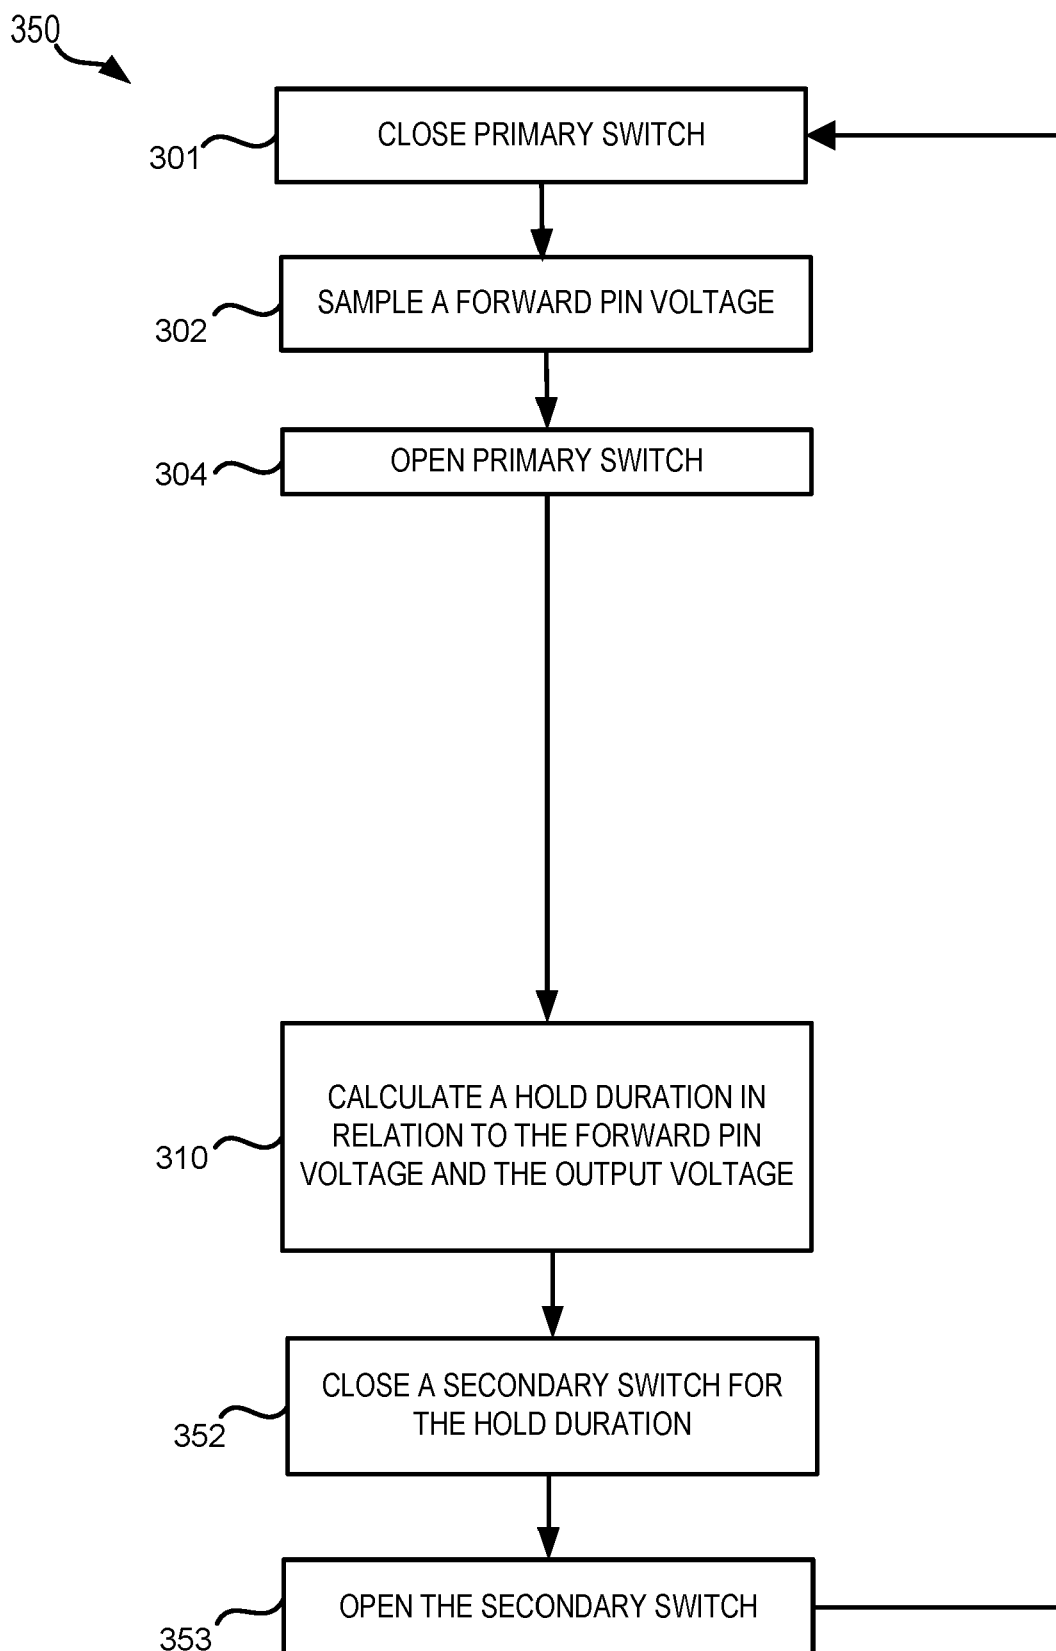 350
CLOSE PRIMARY SWITCH
301
SAMPLE A FORWARD PIN VOLTAGE
302
OPEN PRIMARY SWITCH
304
CALCULATE A HOLD DURATION IN
RELATION TO THE FORWARD PIN
VOLTAGE AND THE OUTPUT VOLTAGE
310
CLOSE A SECONDARY SWITCH FOR
THE HOLD DURATION
352
OPEN THE SECONDARY SWITCH
353